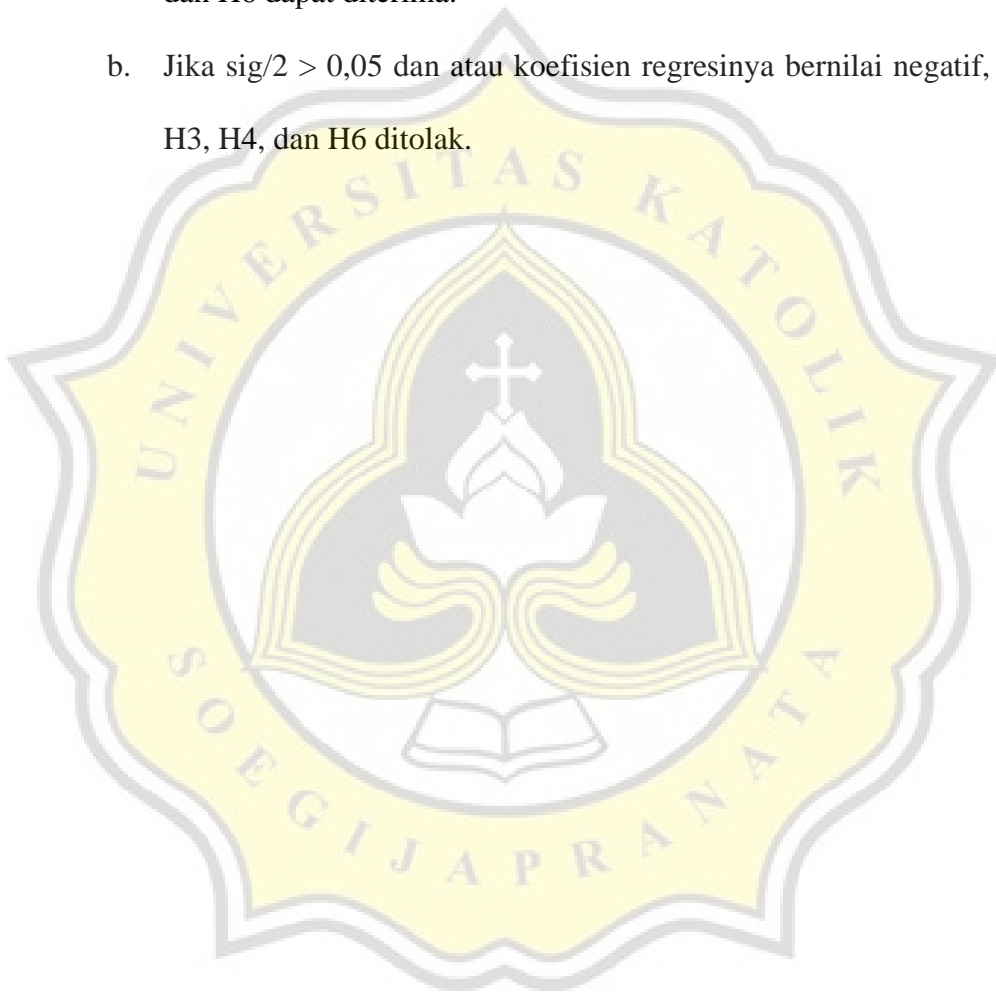 dan H6 dapat diterima.
b. Jika sig/2 > 0,05 dan atau koefisien regresinya bernilai negatif,
H3, H4, dan H6 ditolak.
UNIVERSITAS KATOLIK
SOEGIJAPRANATA